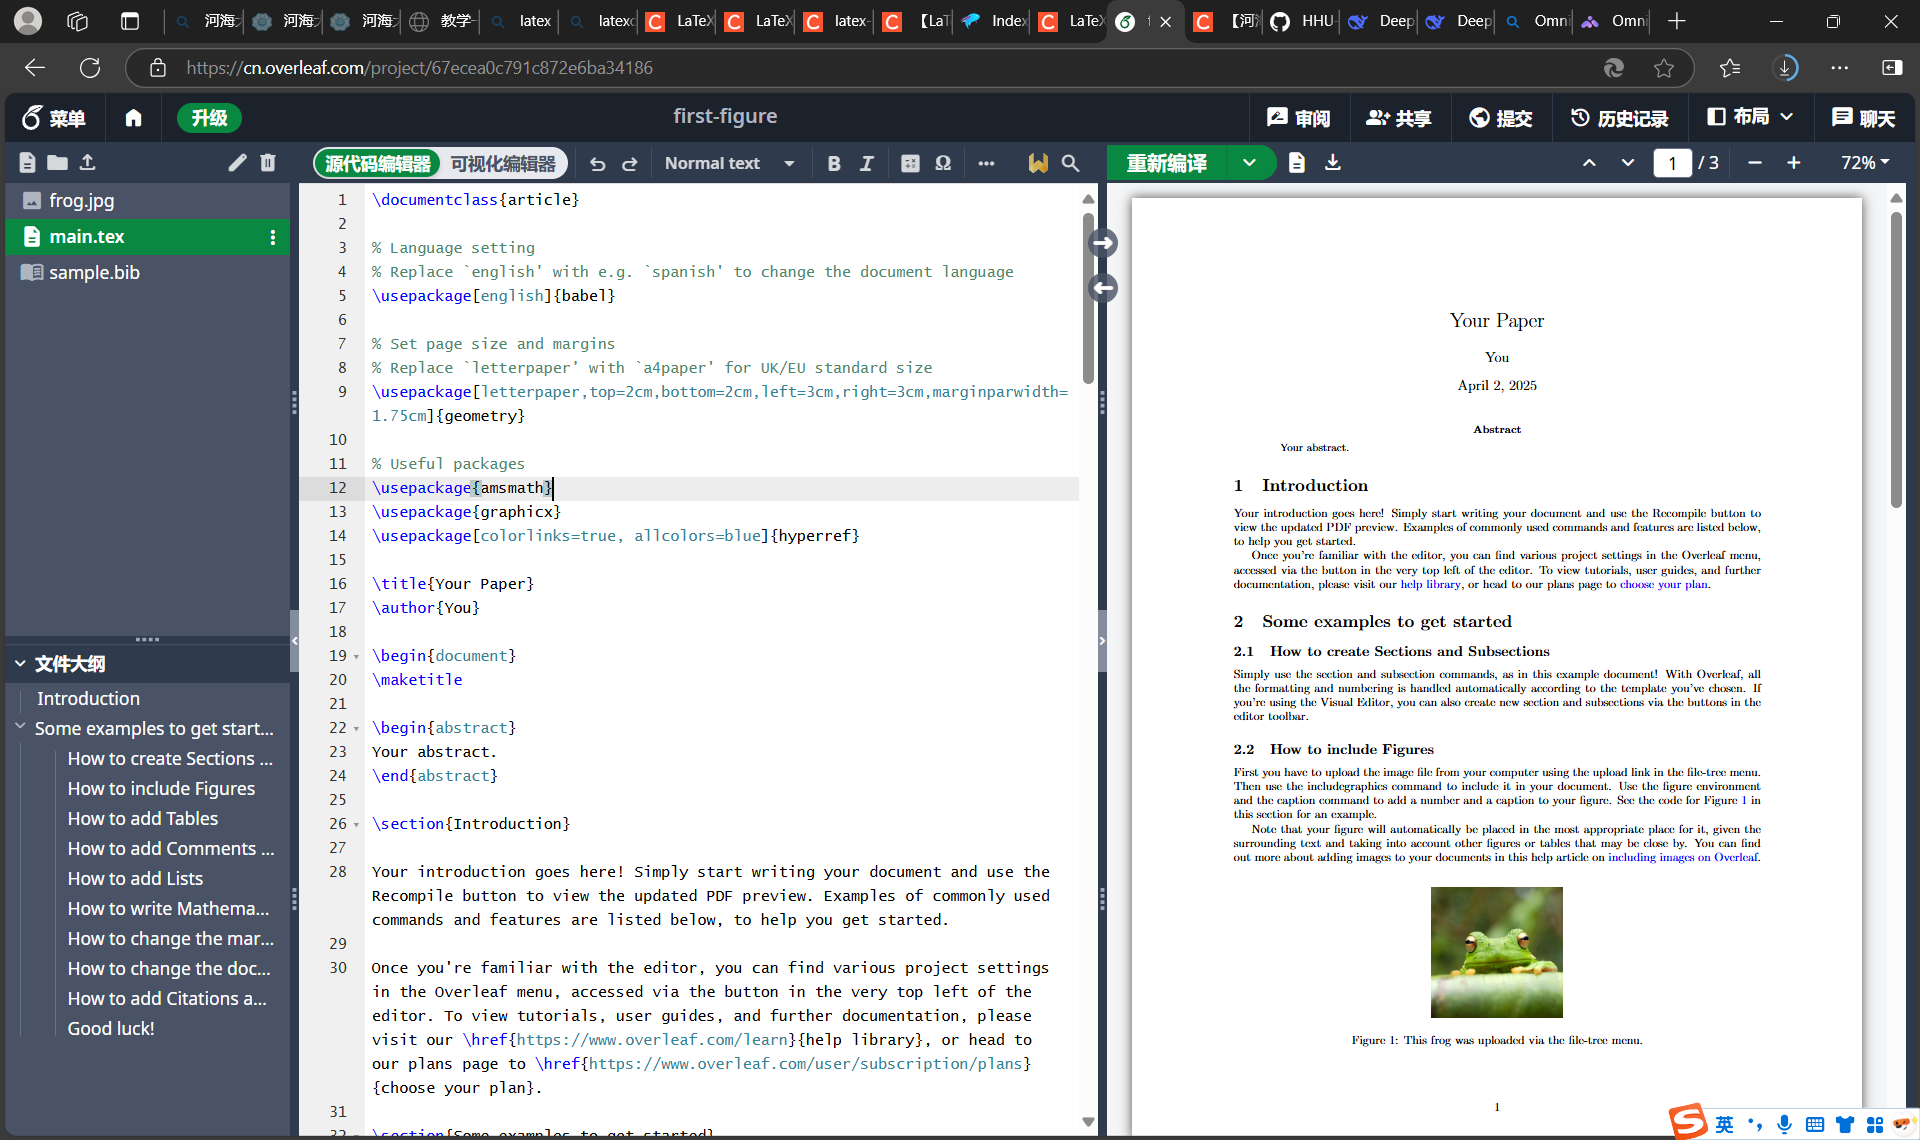 河海大
河海大
河海大
教学一
latex
latexc
LaTeX
LaTeX
latex-
【LaT
Index
LaTeX
f
【河海
HHU-
Deep
Deep
Omni
Omni
https://cn.overleaf.com/project/67ecea0c791c872e6ba34186
菜单
升级
first-figure
审阅
共享
提交
历史记录
布局
聊天
源代码编辑器
可视化编辑器
Normal text
B
I
Ω
重新编译
1
/ 3
72%
frog.jpg
main.tex
sample.bib
文件大纲
Introduction
Some examples to get start...
How to create Sections ...
How to include Figures
How to add Tables
How to add Comments ...
How to add Lists
How to write Mathema...
How to change the mar...
How to change the doc...
How to add Citations a...
Good luck!
1 \documentclass{article}
2
3 % Language setting
4 % Replace `english' with e.g. `spanish' to change the document language
5 \usepackage[english]{babel}
6
7 % Set page size and margins
8 % Replace `letterpaper' with `a4paper' for UK/EU standard size
9 \usepackage[letterpaper,top=2cm,bottom=2cm,left=3cm,right=3cm,marginparwidth=
1.75cm]{geometry}
10
11 % Useful packages
12 \usepackage{amsmath}
13 \usepackage{graphicx}
14 \usepackage[colorlinks=true, allcolors=blue]{hyperref}
15
16 \title{Your Paper}
17 \author{You}
18
19 \begin{document}
20 \maketitle
21
22 \begin{abstract}
23 Your abstract.
24 \end{abstract}
25
26 \section{Introduction}
27
28 Your introduction goes here! Simply start writing your document and use the
Recompile button to view the updated PDF preview. Examples of commonly used
commands and features are listed below, to help you get started.
29
30 Once you're familiar with the editor, you can find various project settings
in the Overleaf menu, accessed via the button in the very top left of the
editor. To view tutorials, user guides, and further documentation, please
visit our \href{https://www.overleaf.com/learn}{help library}, or head to
our plans page to \href{https://www.overleaf.com/user/subscription/plans}
{choose your plan}.
31
32 \section{Some examples to get started}
Your Paper
You
April 2, 2025
Abstract
Your abstract.
1 Introduction
Your introduction goes here! Simply start writing your document and use the Recompile button to
view the updated PDF preview. Examples of commonly used commands and features are listed below,
to help you get started.
Once you're familiar with the editor, you can find various project settings in the Overleaf menu,
accessed via the button in the very top left of the editor. To view tutorials, user guides, and further
documentation, please visit our help library, or head to our plans page to choose your plan.
2 Some examples to get started
2.1 How to create Sections and Subsections
Simply use the section and subsection commands, as in this example document! With Overleaf, all
the formatting and numbering is handled automatically according to the template you've chosen. If
you're using the Visual Editor, you can also create new section and subsections via the buttons in the
editor toolbar.
2.2 How to include Figures
First you have to upload the image file from your computer using the upload link in the file-tree menu.
Then use the includegraphics command to include it in your document. Use the figure environment
and the caption command to add a number and a caption to your figure. See the code for Figure 1 in
this section for an example.
Note that your figure will automatically be placed in the most appropriate place for it, given the
surrounding text and taking into account other figures or tables that may be close by. You can find
out more about adding images to your documents in this help article on including images on Overleaf.
Figure 1: This frog was uploaded via the file-tree menu.
1
英